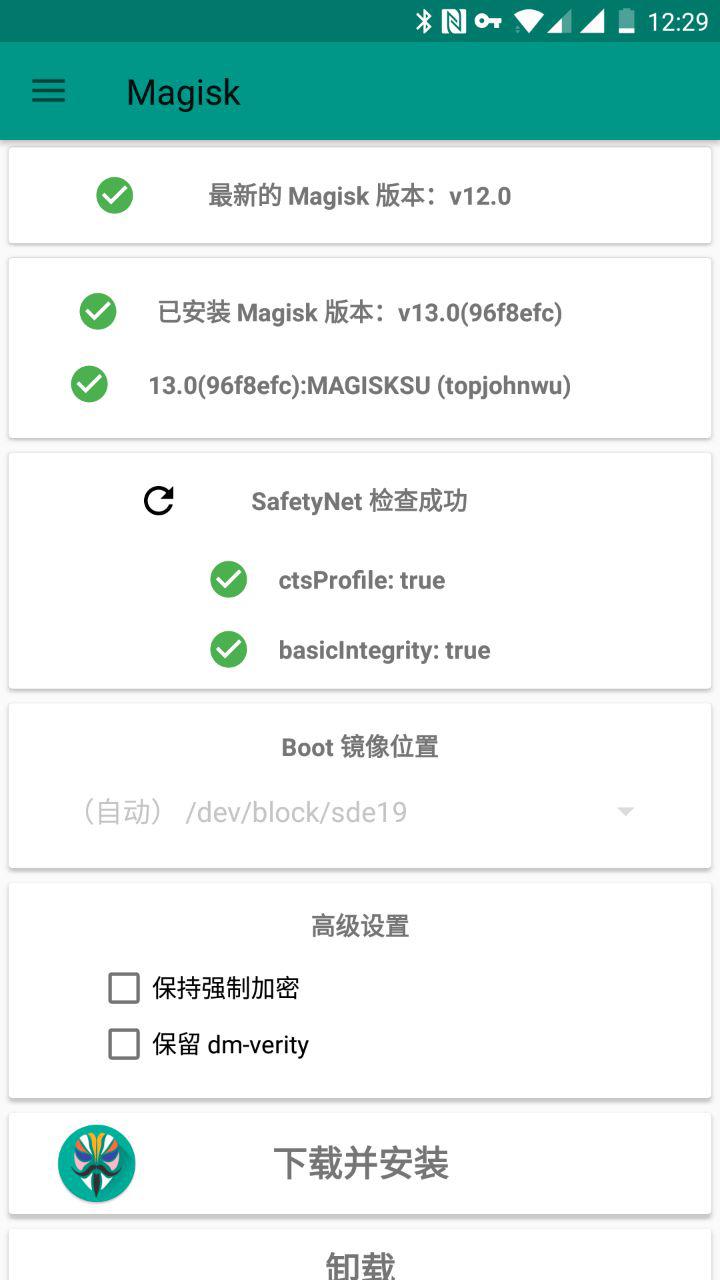 12:29
Magisk
最新的 Magisk 版本：v12.0
已安装 Magisk 版本：v13.0(96f8efc)
13.0(96f8efc):MAGISKSU (topjohnwu)
SafetyNet 检查成功
ctsProfile: true
basicIntegrity: true
Boot 镜像位置
（自动） /dev/block/sde19
高级设置
保持强制加密
保留 dm-verity
下载并安装
卸载